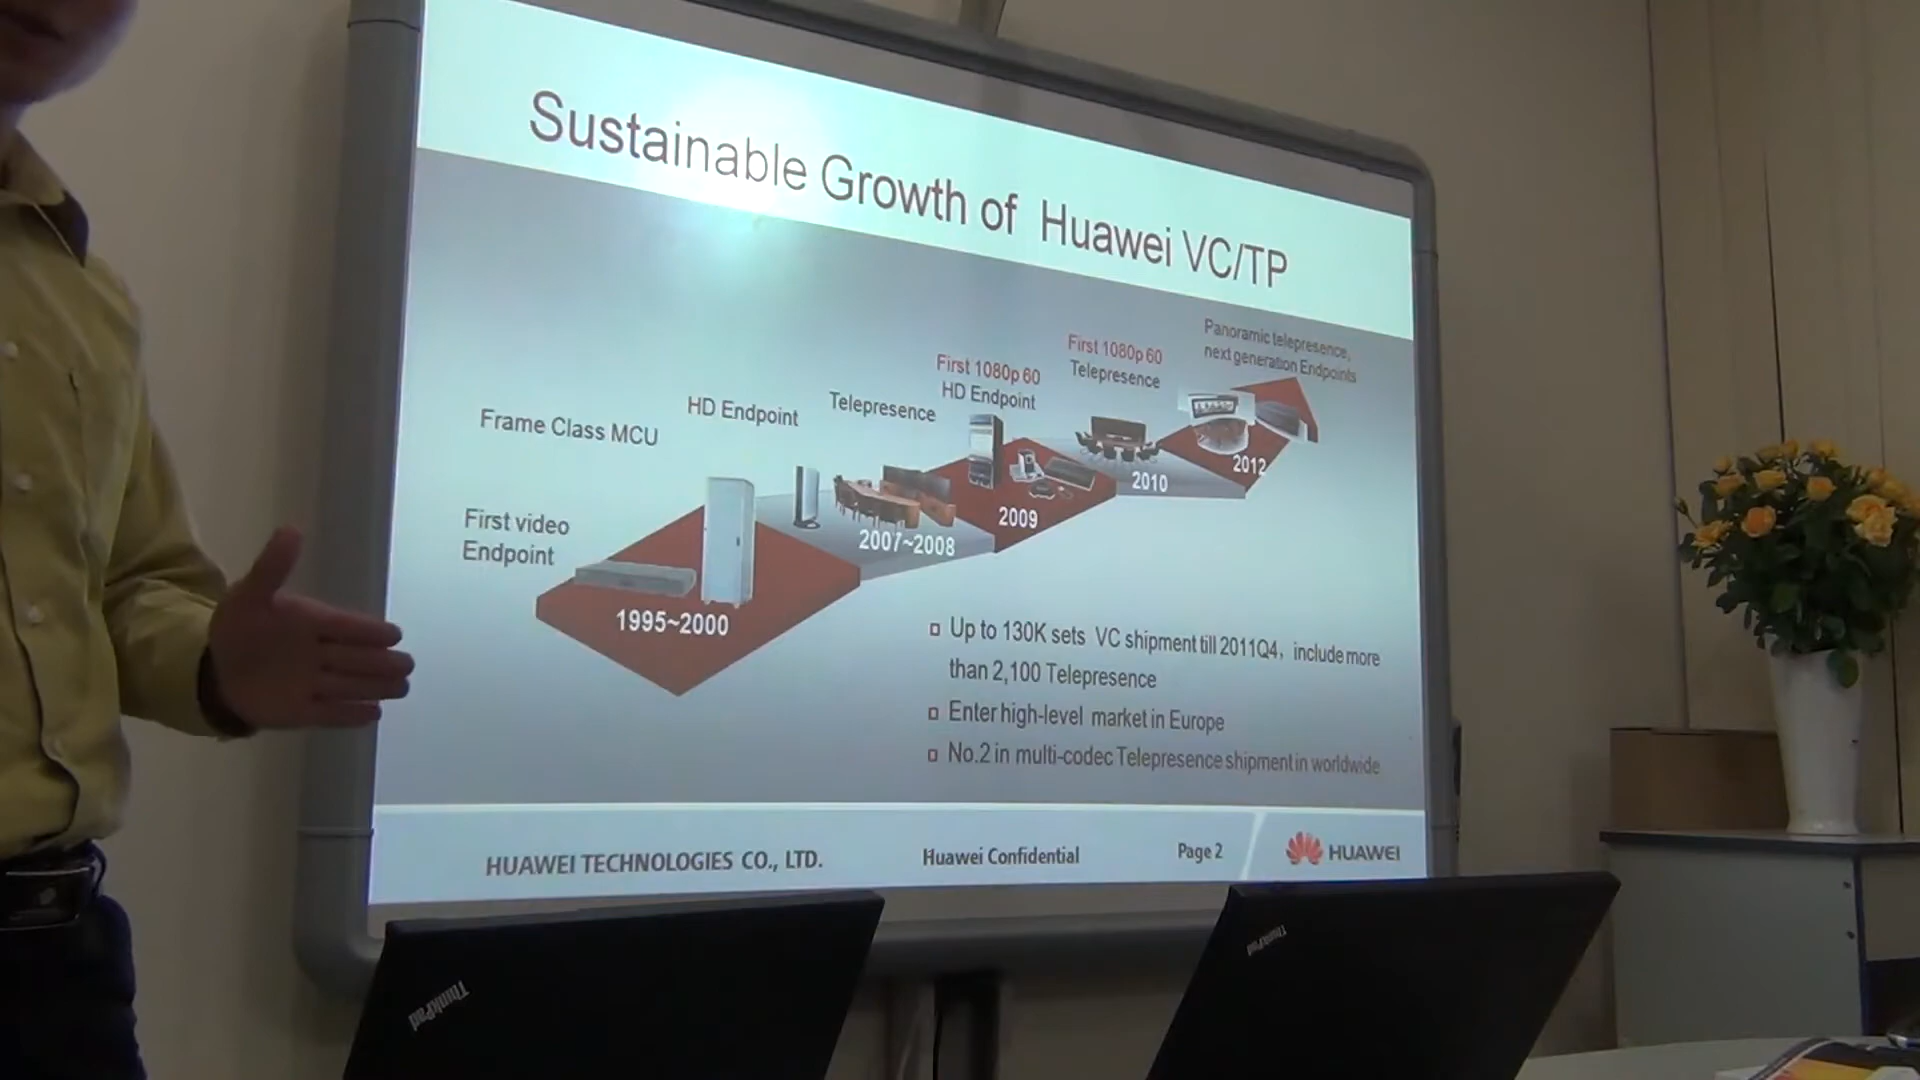 Sustainable Growth of Huawei VC/TP
Panoramic telepresence,
next generation Endpoints
First 1080p 60
Telepresence
First 1080p 60
HD Endpoint
Telepresence
HD Endpoint
Frame Class MCU
First video
Endpoint
1995~2000
2007~2008
2009
2010
2012
Up to 130K sets VC shipment till 2011Q4, include more
than 2,100 Telepresence
Enter high-level market in Europe
No.2 in multi-codec Telepresence shipment in worldwide
HUAWEI TECHNOLOGIES CO., LTD.
Huawei Confidential
Page 2
HUAWEI
ThinkPad
ThinkPad